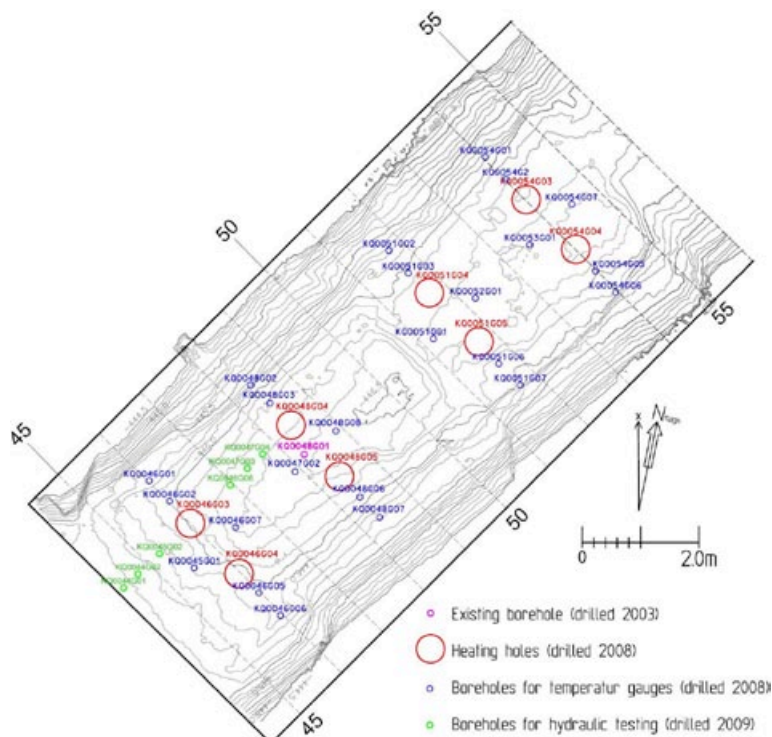 55
KQ0054G01
KQ0054G2
KQ0054G03
KQ0054G07
KQ0054G04
KQ0053G01
KQ0054G05
KQ0054G06
55
50
KQ0051G02
KQ0051G03
KQ0051G04
KQ0052G01
KQ0051G01
KQ0051G05
KQ0051G06
KQ0051G07
KQ0048G02
KQ0048G03
KQ0048G04
KQ0048G08
KQ0048G01
KQ0047G02
KQ0048G05
KQ0048G06
KQ0048G07
50
45
KQ0046G01
KQ0046G02
KQ0046G03
KQ0046G07
KQ0045G01
KQ0046G04
KQ0046G05
KQ0046G06
45
x
N
0
2.0m
Existing borehole (drilled 2003)
Heating holes (drilled 2008)
Boreholes for temperatur gauges (drilled 2008)
Boreholes for hydraulic testing (drilled 2009)